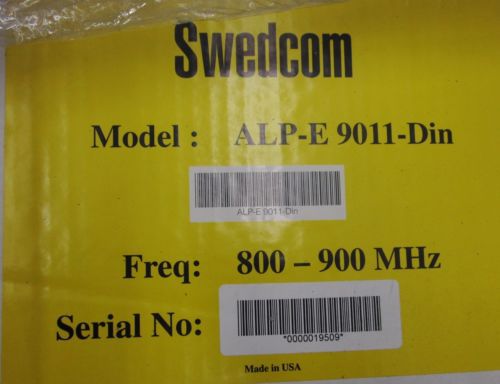 Swedcom
Model : ALP-E 9011-Din
ALP-E 9011-Din
Freq: 800 – 900 MHz
Serial No:
*0000019509*
Made in USA